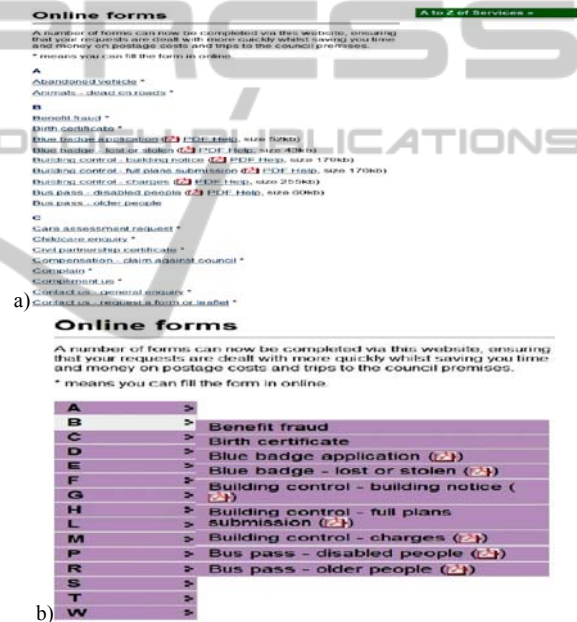 Online forms
A to Z of Services »
A number of forms can now be completed via this website, ensuring
that your requests are dealt with more quickly whilst saving you time
and money on postage costs and trips to the council premises.
* means you can fill the form in online.
A
Abandoned vehicle *
Animals - dead on roads *
B
Benefit fraud *
Birth certificate *
Blue badge application ( PDF Help, size 52kb)
Blue badge - lost or stolen ( PDF Help, size 43kb)
Building control - building notice ( PDF Help, size 179kb)
Building control - full plans submission ( PDF Help, size 176kb)
Building control - charges ( PDF Help, size 255kb)
Bus pass - disabled people ( PDF Help, size 60kb)
Bus pass - older people
C
Care assessment request *
Childcare enquiry *
Civil partnership certificate *
Compensation - claim against council *
Complain *
Compliment us *
Contact us - general enquiry *
a) Contact us - request a form or leaflet *
Online forms
A number of forms can now be completed via this website, ensuring
that your requests are dealt with more quickly whilst saving you time
and money on postage costs and trips to the council premises.
* means you can fill the form in online.
A >
B >
C >
D >
E >
F >
G >
H >
L >
M >
P >
R >
S >
T >
b) W >
Benefit fraud
Birth certificate
Blue badge application ( )
Blue badge - lost or stolen ( )
Building control - building notice (
)
Building control - full plans
submission ( )
Building control - charges ( )
Bus pass - disabled people ( )
Bus pass - older people ( )